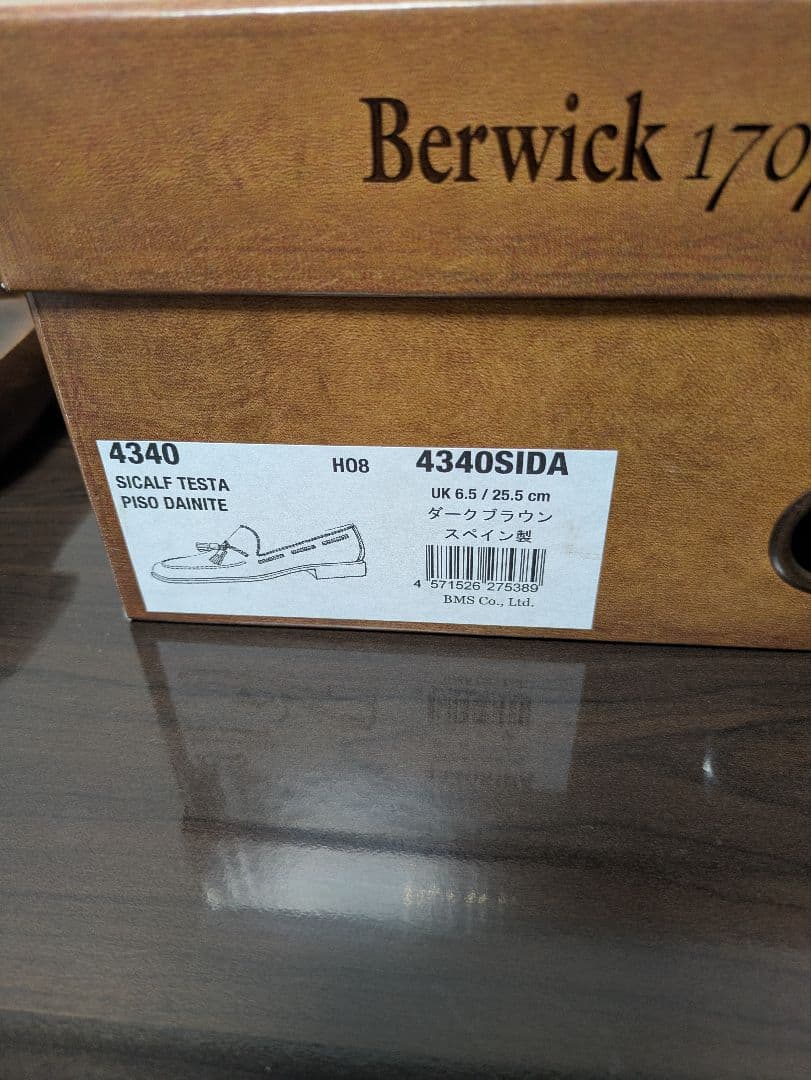 Berwick 170
4340
SICALF TESTA
PISO DAINITE
H08
4340SIDA
UK 6.5 / 25.5 cm
ダークブラウン
スペイン製
4 571526 275389
BMS Co., Ltd.